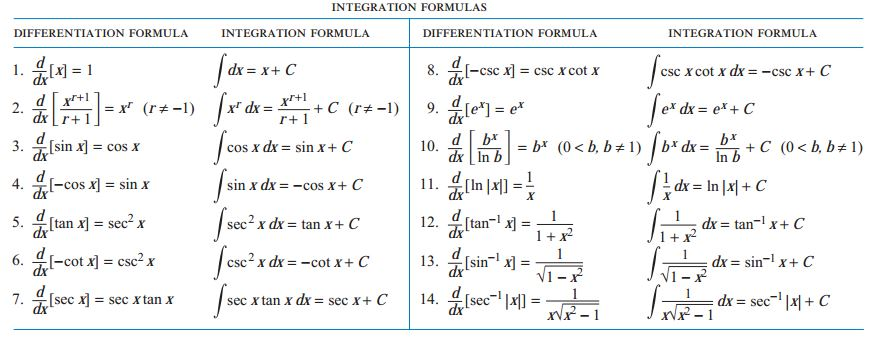 INTEGRATION FORMULAS
DIFFERENTIATION FORMULA INTEGRATION FORMULA DIFFERENTIATION FORMULA INTEGRATION FORMULA
1. d/dx[x] = 1 ∫ dx = x + C 8. d/dx[−csc x] = csc x cot x ∫ csc x cot x dx = −csc x + C
2. d/dx[x^(r+1)/(r+1)] = x^r (r ≠ −1) ∫ x^r dx = x^(r+1)/(r+1) + C (r ≠ −1) 9. d/dx[e^x] = e^x ∫ e^x dx = e^x + C
3. d/dx[sin x] = cos x ∫ cos x dx = sin x + C 10. d/dx[b^x/ln b] = b^x (0 < b, b ≠ 1) ∫ b^x dx = b^x/ln b + C (0 < b, b ≠ 1)
4. d/dx[−cos x] = sin x ∫ sin x dx = −cos x + C 11. d/dx[ln |x|] = 1/x ∫ 1/x dx = ln |x| + C
5. d/dx[tan x] = sec² x ∫ sec² x dx = tan x + C 12. d/dx[tan⁻¹ x] = 1/(1 + x²) ∫ 1/(1 + x²) dx = tan⁻¹ x + C
6. d/dx[−cot x] = csc² x ∫ csc² x dx = −cot x + C 13. d/dx[sin⁻¹ x] = 1/√(1 − x²) ∫ 1/√(1 − x²) dx = sin⁻¹ x + C
7. d/dx[sec x] = sec x tan x ∫ sec x tan x dx = sec x + C 14. d/dx[sec⁻¹ |x|] = 1/(x√(x² − 1)) ∫ 1/(x√(x² − 1)) dx = sec⁻¹ |x| + C